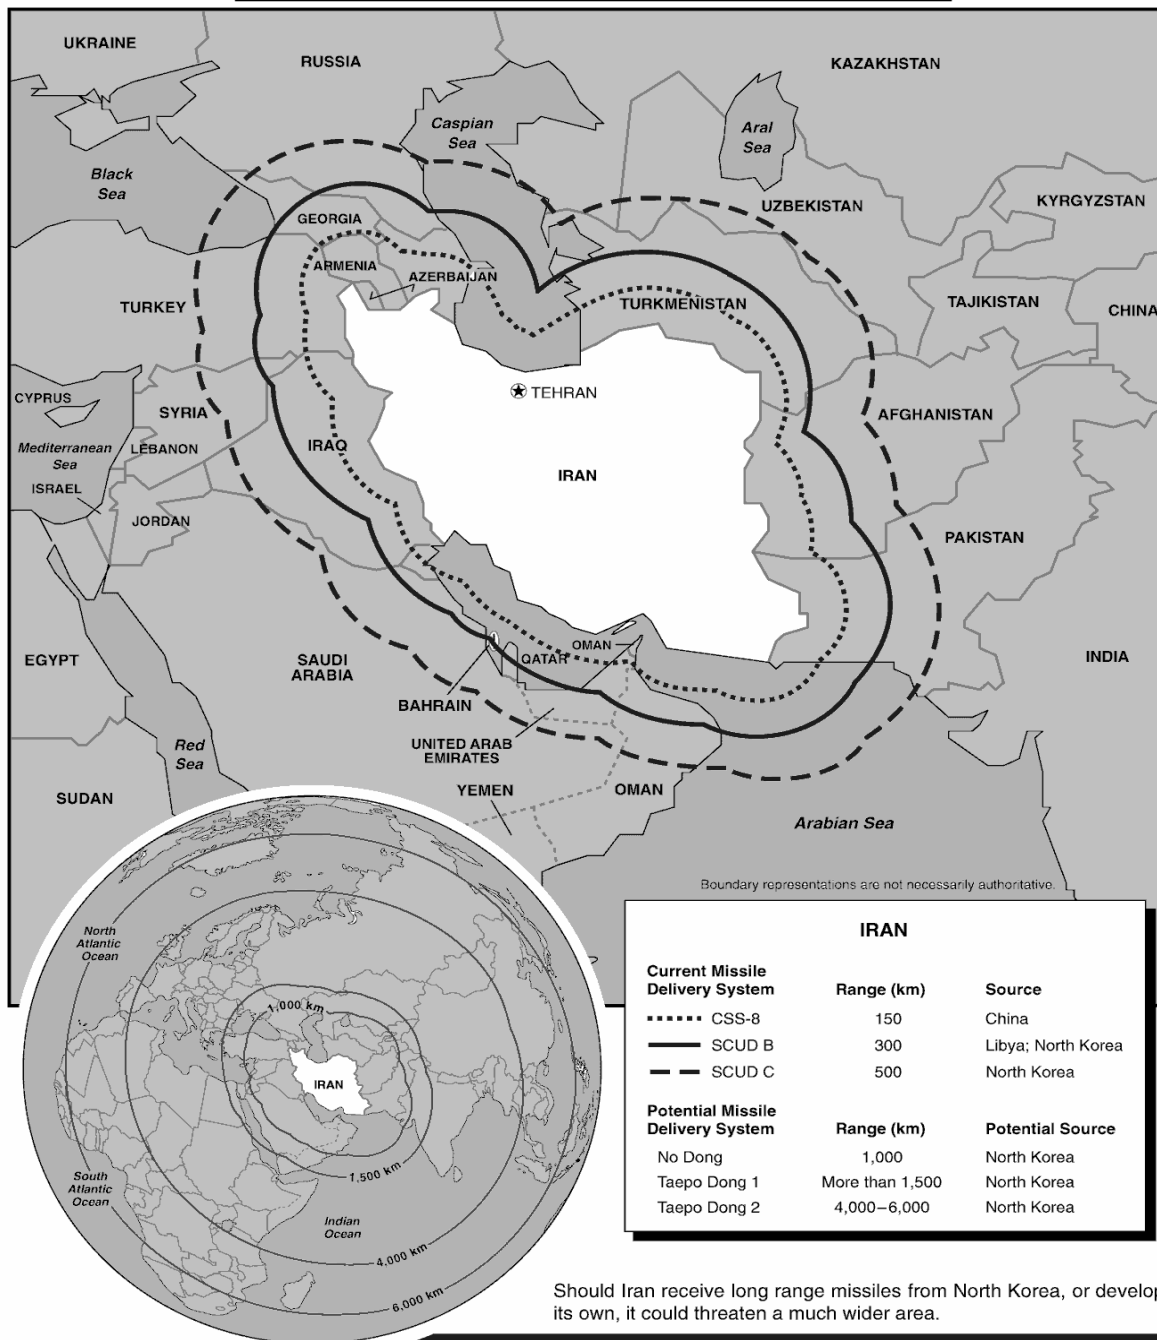 UKRAINE
RUSSIA
KAZAKHSTAN
Caspian
Sea
Aral
Sea
Black
Sea
UZBEKISTAN
KYRGYZSTAN
GEORGIA
ARMENIA
AZERBAIJAN
TURKEY
TURKMENISTAN
TAJIKISTAN
CHINA
TEHRAN
CYPRUS
SYRIA
AFGHANISTAN
Mediterranean
Sea
LEBANON
IRAQ
IRAN
ISRAEL
JORDAN
PAKISTAN
EGYPT
SAUDI
ARABIA
OMAN
QATAR
INDIA
BAHRAIN
Red
Sea
UNITED ARAB
EMIRATES
SUDAN
YEMEN
OMAN
Arabian Sea
Boundary representations are not necessarily authoritative.
North
Atlantic
Ocean
1,000 km
IRAN
1,500 km
South
Atlantic
Ocean
Indian
Ocean
4,000 km
6,000 km
IRAN
Current Missile
Delivery System Range (km) Source
CSS-8 150 China
SCUD B 300 Libya; North Korea
SCUD C 500 North Korea
Potential Missile
Delivery System Range (km) Potential Source
No Dong 1,000 North Korea
Taepo Dong 1 More than 1,500 North Korea
Taepo Dong 2 4,000–6,000 North Korea
Should Iran receive long range missiles from North Korea, or develop
its own, it could threaten a much wider area.